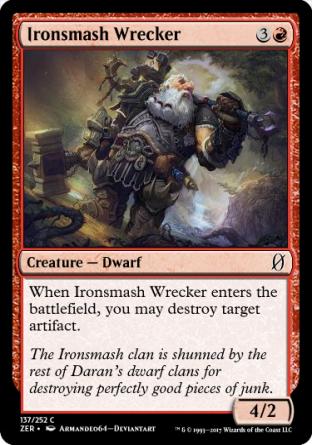 Ironsmash Wrecker 3
Creature — Dwarf
When Ironsmash Wrecker enters the
battlefield, you may destroy target
artifact.
The Ironsmash clan is shunned by the
rest of Daran's dwarf clans for
destroying perfectly good pieces of junk.
4/2
137/252 C
ZER • Armandeo64-Deviantart
™ & © 1993-2017 Wizards of the Coast LLC